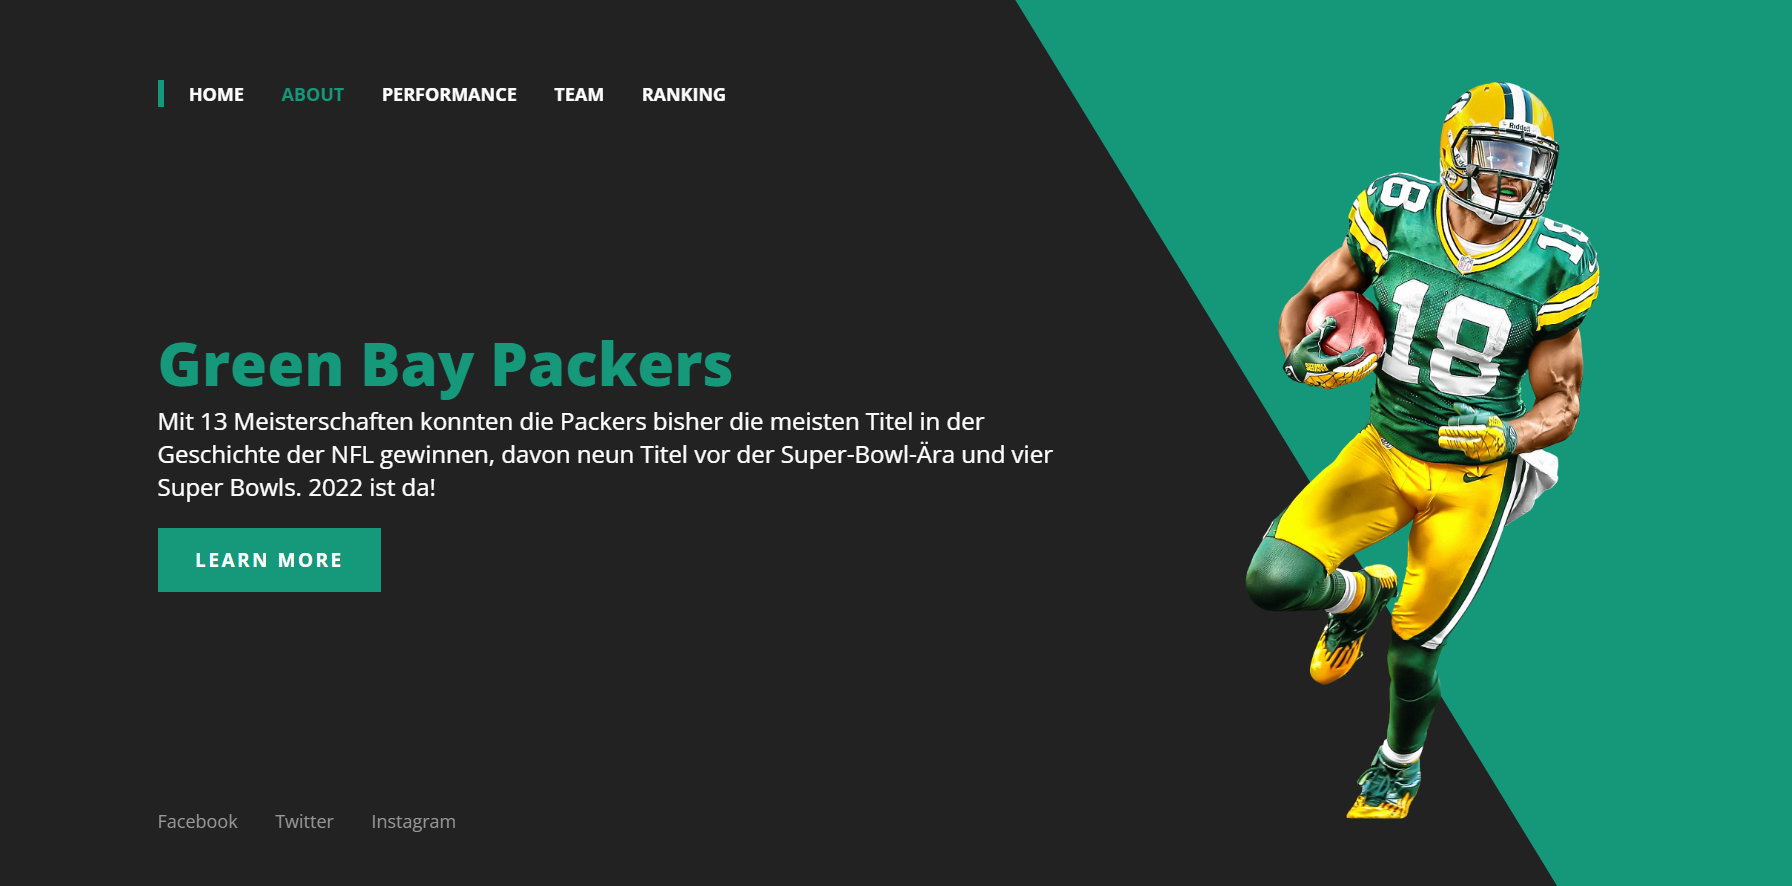 HOME ABOUT PERFORMANCE TEAM RANKING
Riddell
18
18
18
Green Bay Packers
Mit 13 Meisterschaften konnten die Packers bisher die meisten Titel in der
Geschichte der NFL gewinnen, davon neun Titel vor der Super-Bowl-Ära und vier
Super Bowls. 2022 ist da!
LEARN MORE
Facebook Twitter Instagram